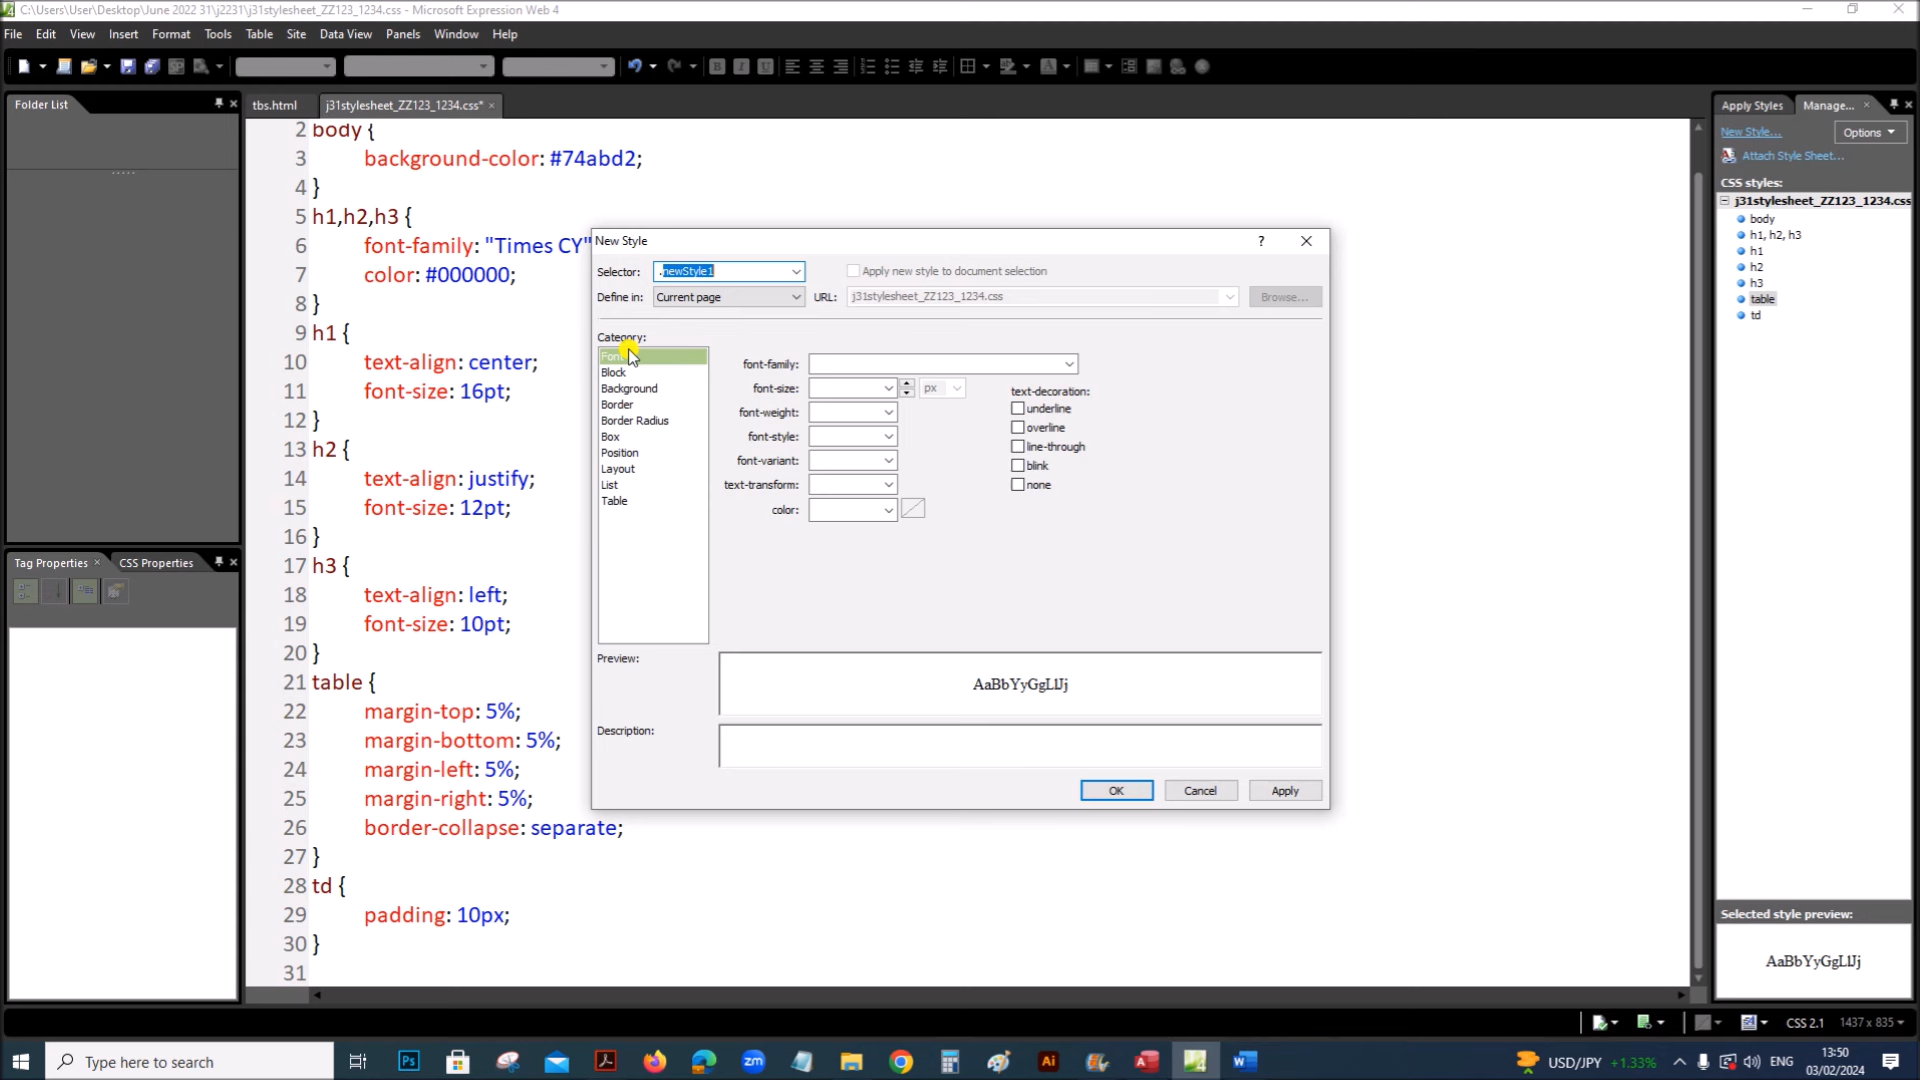 C:\Users\User\Desktop\June 2022 31\j2231\j31stylesheet_ZZ123_1234.css - Microsoft Expression Web 4
File Edit View Insert Format Tools Table Site Data View Panels Window Help
Folder List
tbs.html j31stylesheet_ZZ123_1234.css*
Apply Styles Manage...
New Style... Options
Attach Style Sheet...
CSS styles:
j31stylesheet_ZZ123_1234.css
body
h1, h2, h3
h1
h2
h3
table
td
Selected style preview:
AaBbYyGgLlJj
Tag Properties CSS Properties
2 body {
3 background-color: #74abd2;
4 }
5 h1,h2,h3 {
6 font-family: "Times CY"
7 color: #000000;
8 }
9 h1 {
10 text-align: center;
11 font-size: 16pt;
12 }
13 h2 {
14 text-align: justify;
15 font-size: 12pt;
16 }
17 h3 {
18 text-align: left;
19 font-size: 10pt;
20 }
21 table {
22 margin-top: 5%;
23 margin-bottom: 5%;
24 margin-left: 5%;
25 margin-right: 5%;
26 border-collapse: separate;
27 }
28 td {
29 padding: 10px;
30 }
31
New Style ?
Selector: .newStyle1 Apply new style to document selection
Define in: Current page URL: j31stylesheet_ZZ123_1234.css Browse...
Category:
Font
Block
Background
Border
Border Radius
Box
Position
Layout
List
Table
font-family:
font-size: px
font-weight:
font-style:
font-variant:
text-transform:
color:
text-decoration:
underline
overline
line-through
blink
none
Preview:
AaBbYyGgLlJj
Description:
OK Cancel Apply
CSS 2.1 1437 x 835
Type here to search
Ps
zm
Ai
USD/JPY +1.33%
ENG
13:50
03/02/2024